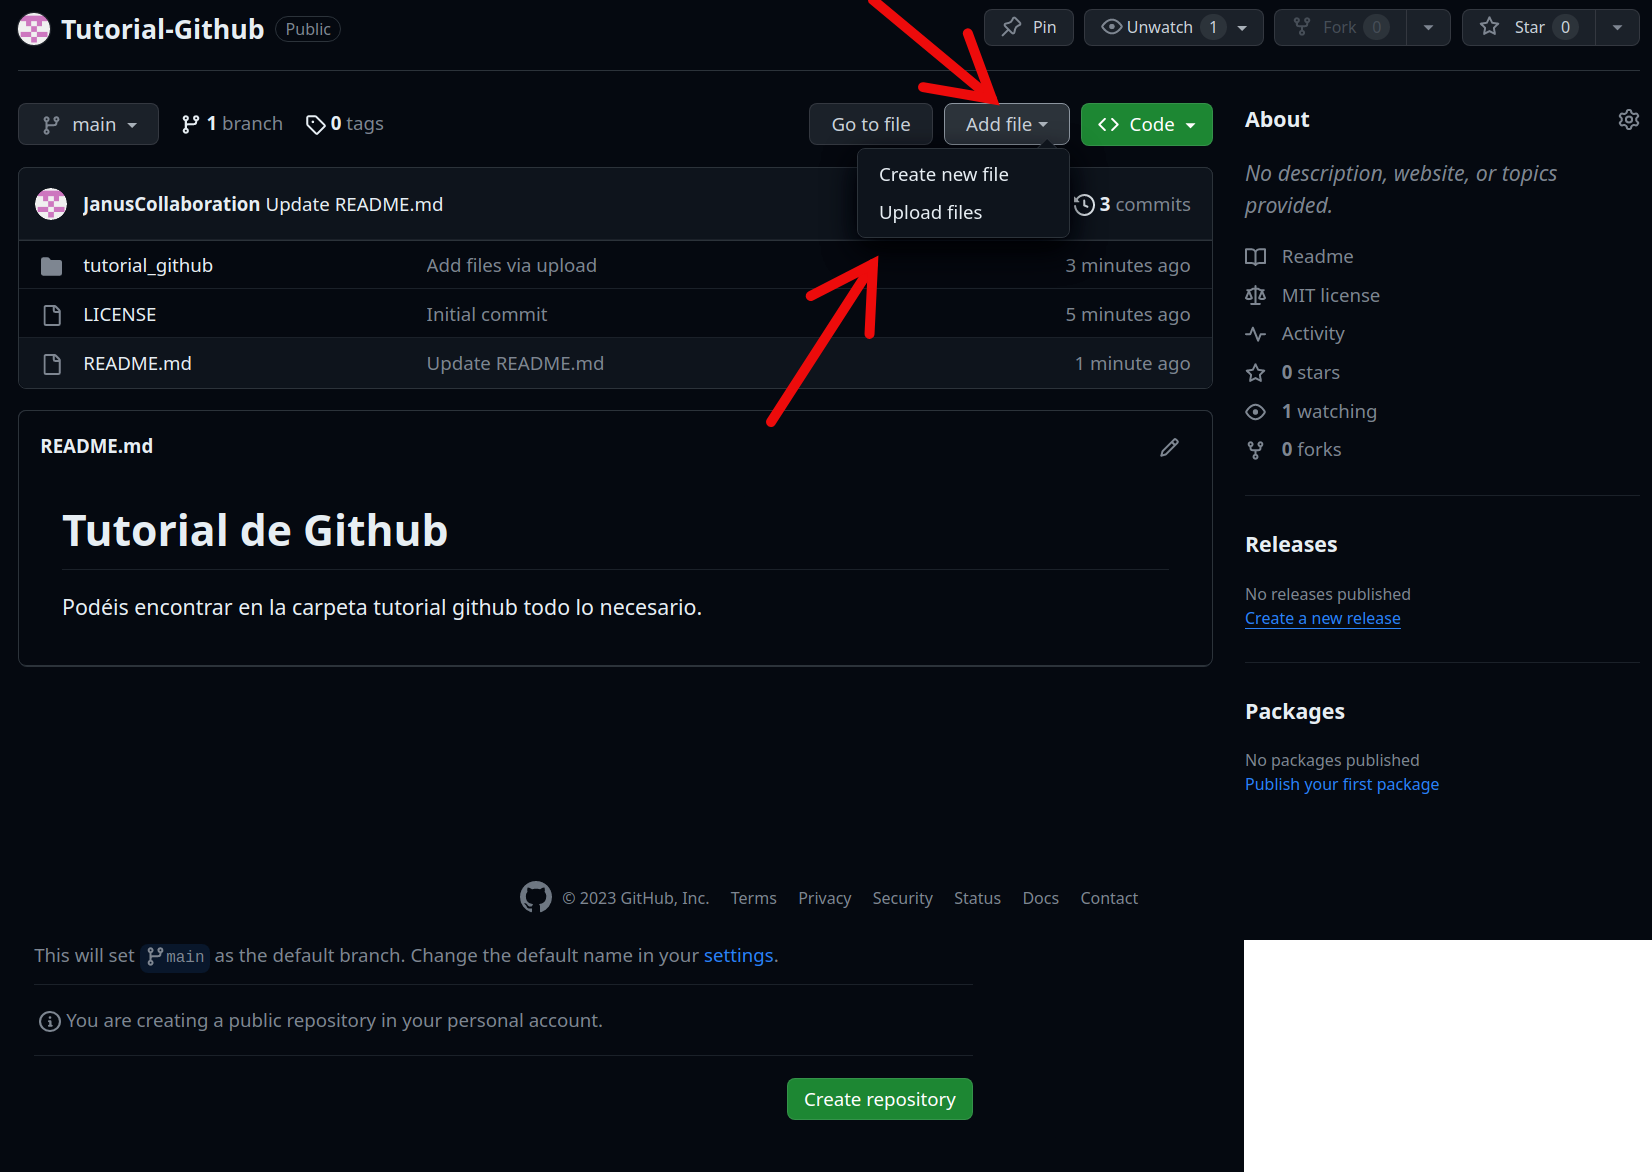 Tutorial-Github Public Pin Unwatch 1 Fork 0 Star 0
main 1 branch 0 tags Go to file Add file Code
Create new file
Upload files
JanusCollaboration Update README.md 3 commits
tutorial_github Add files via upload 3 minutes ago
LICENSE Initial commit 5 minutes ago
README.md Update README.md 1 minute ago
README.md
Tutorial de Github
Podéis encontrar en la carpeta tutorial github todo lo necesario.
About
No description, website, or topics
provided.
Readme
MIT license
Activity
0 stars
1 watching
0 forks
Releases
No releases published
Create a new release
Packages
No packages published
Publish your first package
© 2023 GitHub, Inc. Terms Privacy Security Status Docs Contact
This will set main as the default branch. Change the default name in your settings.
You are creating a public repository in your personal account.
Create repository